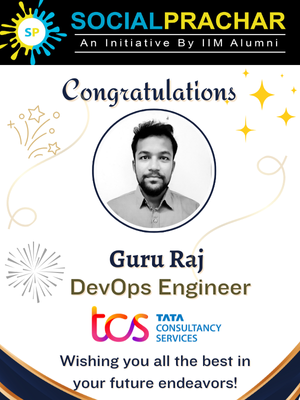 SP
SOCIALPRACHAR
An Initiative By IIM Alumni
Congratulations
Guru Raj
DevOps Engineer
tcs TATA
CONSULTANCY
SERVICES
Wishing you all the best in
your future endeavors!